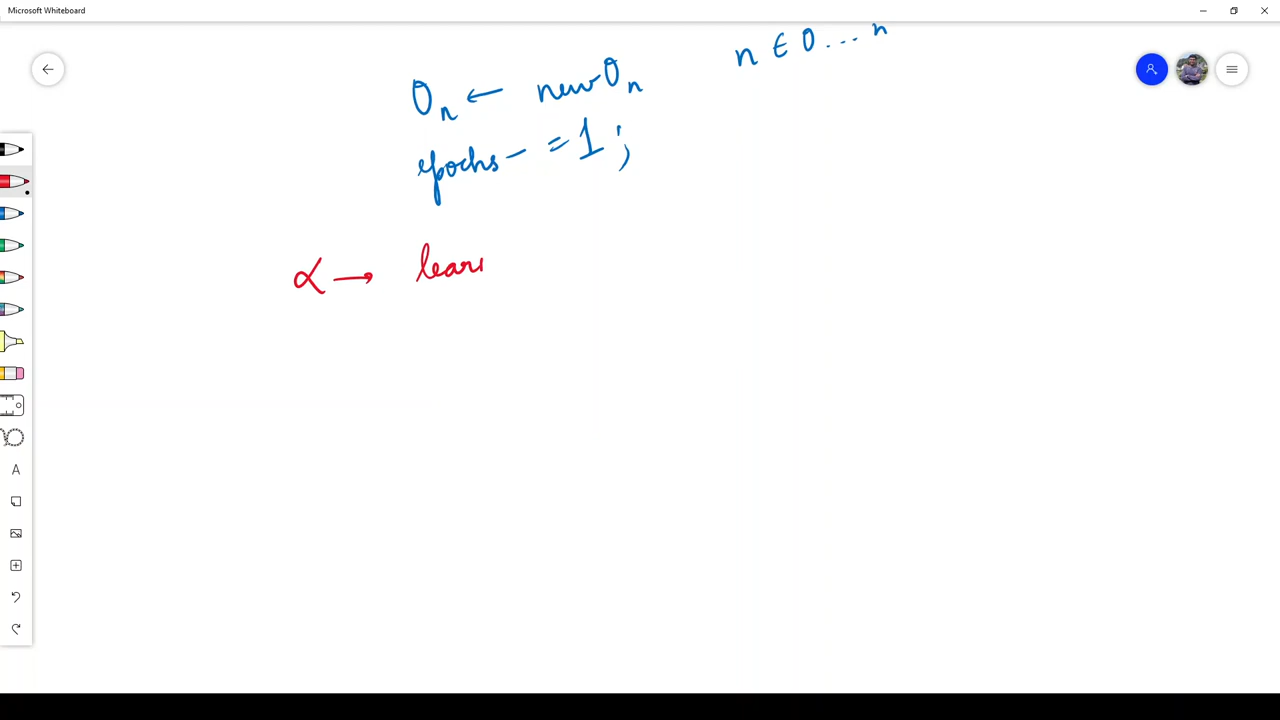 Microsoft Whiteboard
n ∈ 0 ... n
θn ← newθn
epochs - = 1 ;
α → lear
A